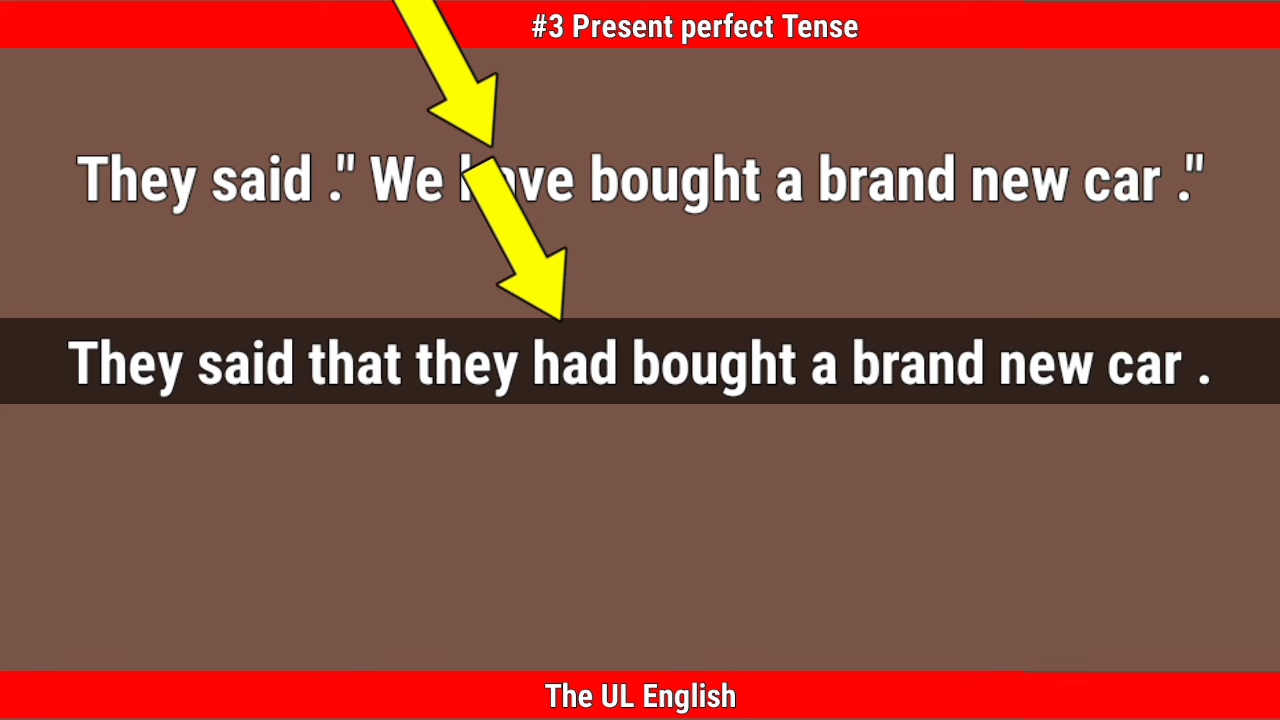 #3 Present perfect Tense
They said ." We have bought a brand new car ."
They said that they had bought a brand new car .
The UL English